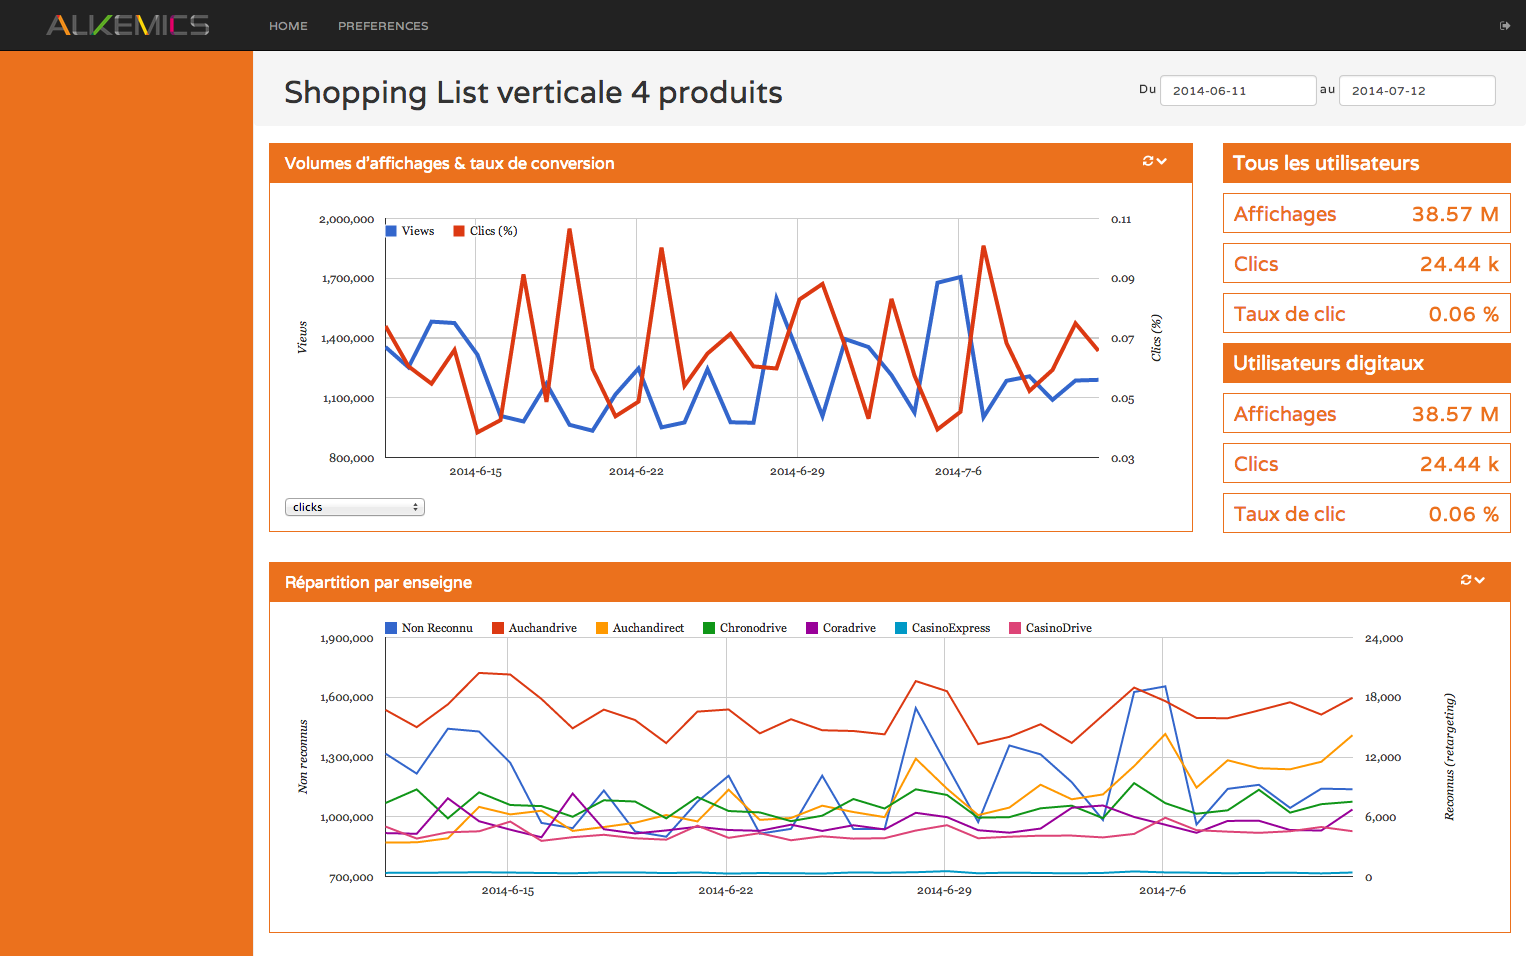 ALKEMICS HOME PREFERENCES
Shopping List verticale 4 produits
Du 2014-06-11 au 2014-07-12
Volumes d'affichages & taux de conversion
2,000,000
1,700,000
1,400,000
1,100,000
800,000
Views
Views Clics (%)
0.11
0.09
0.07
0.05
0.03
Clics (%)
2014-6-15 2014-6-22 2014-6-29 2014-7-6
clicks
Tous les utilisateurs
Affichages 38.57 M
Clics 24.44 k
Taux de clic 0.06 %
Utilisateurs digitaux
Affichages 38.57 M
Clics 24.44 k
Taux de clic 0.06 %
Répartition par enseigne
Non Reconnu Auchandrive Auchandirect Chronodrive Coradrive CasinoExpress CasinoDrive
1,900,000
1,600,000
1,300,000
1,000,000
700,000
Non reconnus
24,000
18,000
12,000
6,000
0
Reconnus (retargeting)
2014-6-15 2014-6-22 2014-6-29 2014-7-6